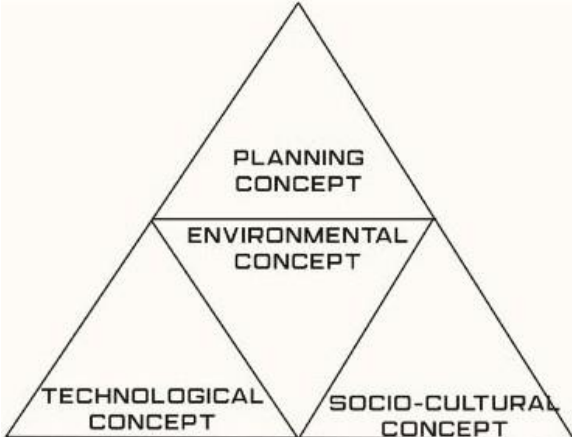 PLANNING
CONCEPT
ENVIRONMENTAL
CONCEPT
TECHNOLOGICAL
CONCEPT
SOCIO-CULTURAL
CONCEPT